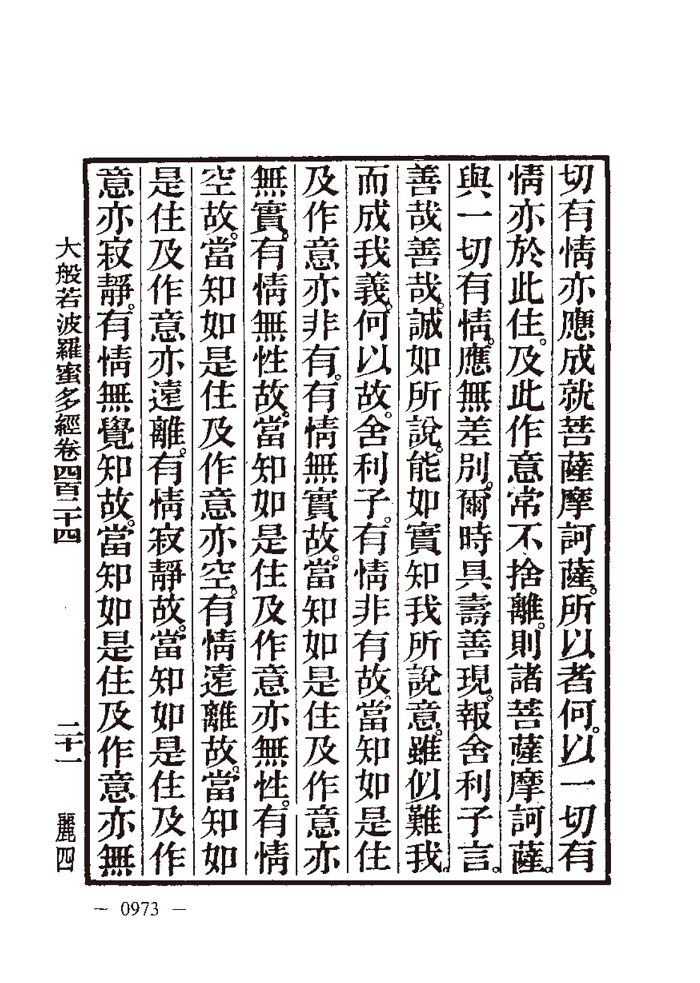 切有情亦應成就菩薩摩訶薩。所以者何。以一切有
情亦於此住。及此作意常不捨離。則諸菩薩摩訶薩。
與一切有情。應無差別。爾時具壽善現。報舍利子言。
善哉善哉。誠如所說。能如實知我所說意。雖似難我。
而成我義。何以故。舍利子。有情非有故當知如是住
及作意亦非有。有情無實故。當知如是住及作意亦
無實。有情無性故。當知如是住及作意亦無性。有情
空故。當知如是住及作意亦空。有情遠離故。當知如
是住及作意亦遠離。有情寂靜故。當知如是住及作
意亦寂靜。有情無覺知故。當知如是住及作意亦無
大般若波羅蜜多經卷四百二十四
二十一
麗四
— 0973 —